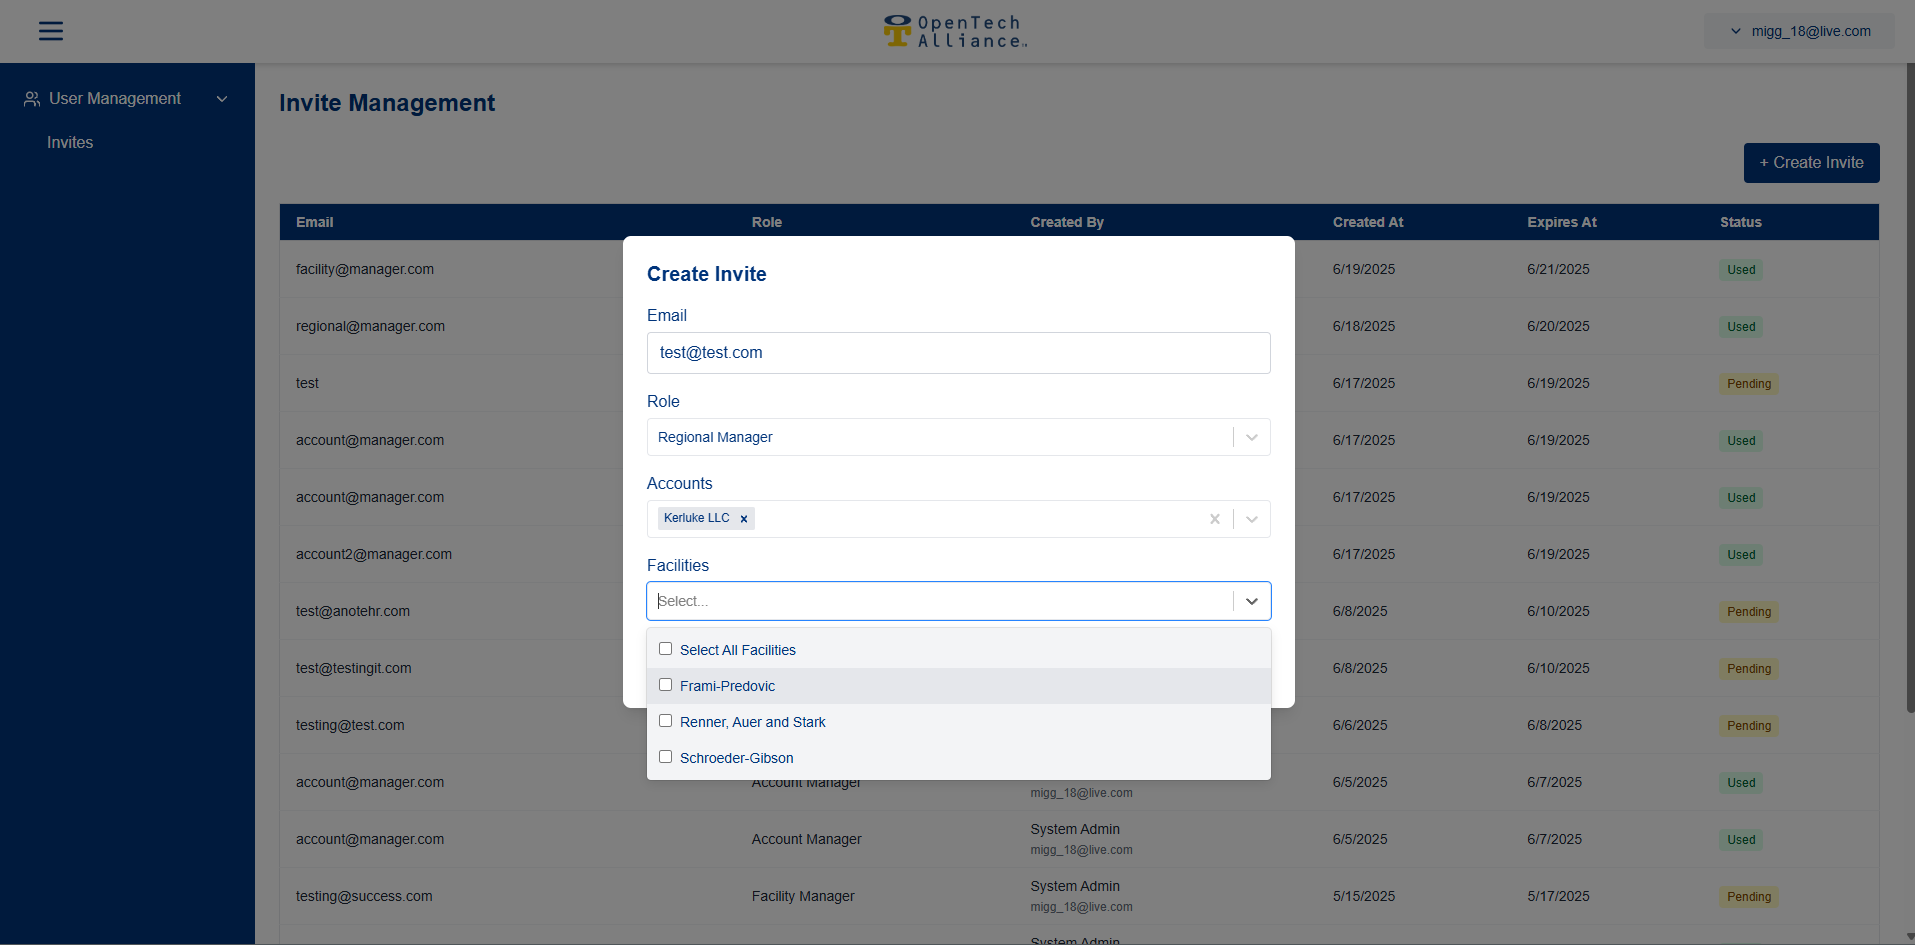 OpenTech
Alliance
migg_18@live.com
User Management
Invites
Invite Management
+ Create Invite
Email Role Created By Created At Expires At Status
facility@manager.com 6/19/2025 6/21/2025 Used
regional@manager.com 6/18/2025 6/20/2025 Used
test 6/17/2025 6/19/2025 Pending
account@manager.com 6/17/2025 6/19/2025 Used
account@manager.com 6/17/2025 6/19/2025 Used
account2@manager.com 6/17/2025 6/19/2025 Used
test@anotehr.com 6/8/2025 6/10/2025 Pending
test@testingit.com 6/8/2025 6/10/2025 Pending
testing@test.com 6/6/2025 6/8/2025 Pending
account@manager.com Account Manager 6/5/2025 6/7/2025 Used
migg_18@live.com
account@manager.com Account Manager System Admin 6/5/2025 6/7/2025 Used
migg_18@live.com
testing@success.com Facility Manager System Admin 5/15/2025 5/17/2025 Pending
migg_18@live.com
System Admin
Create Invite
Email
test@test.com
Role
Regional Manager
Accounts
Kerluke LLC
Facilities
Select...
Select All Facilities
Frami-Predovic
Renner, Auer and Stark
Schroeder-Gibson